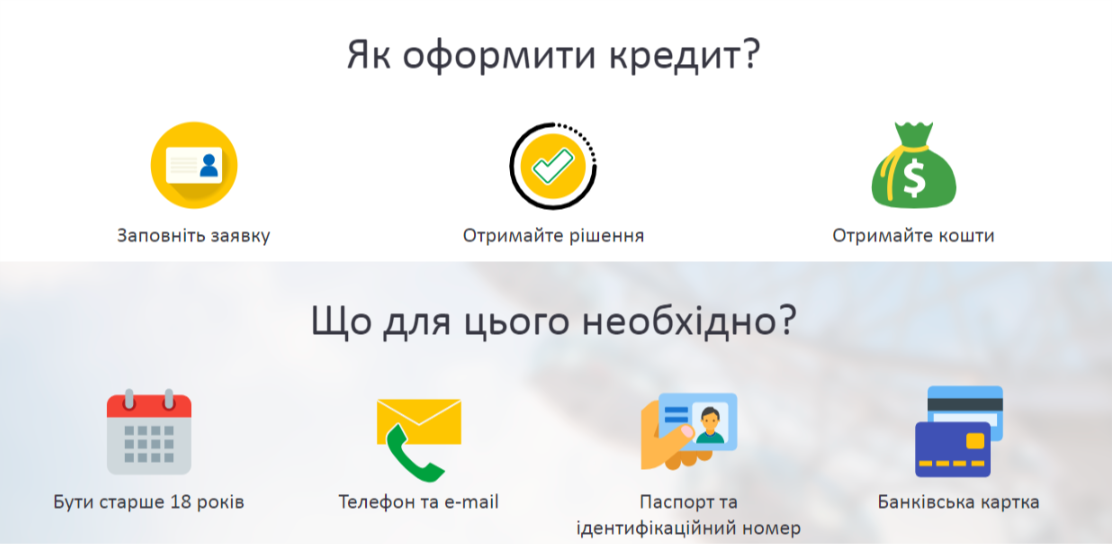 Як оформити кредит?
Заповніть заявку
Отримайте рішення
$
Отримайте кошти
Що для цього необхідно?
Бути старше 18 років
Телефон та e-mail
Паспорт та
ідентифікаційний номер
Банківська картка